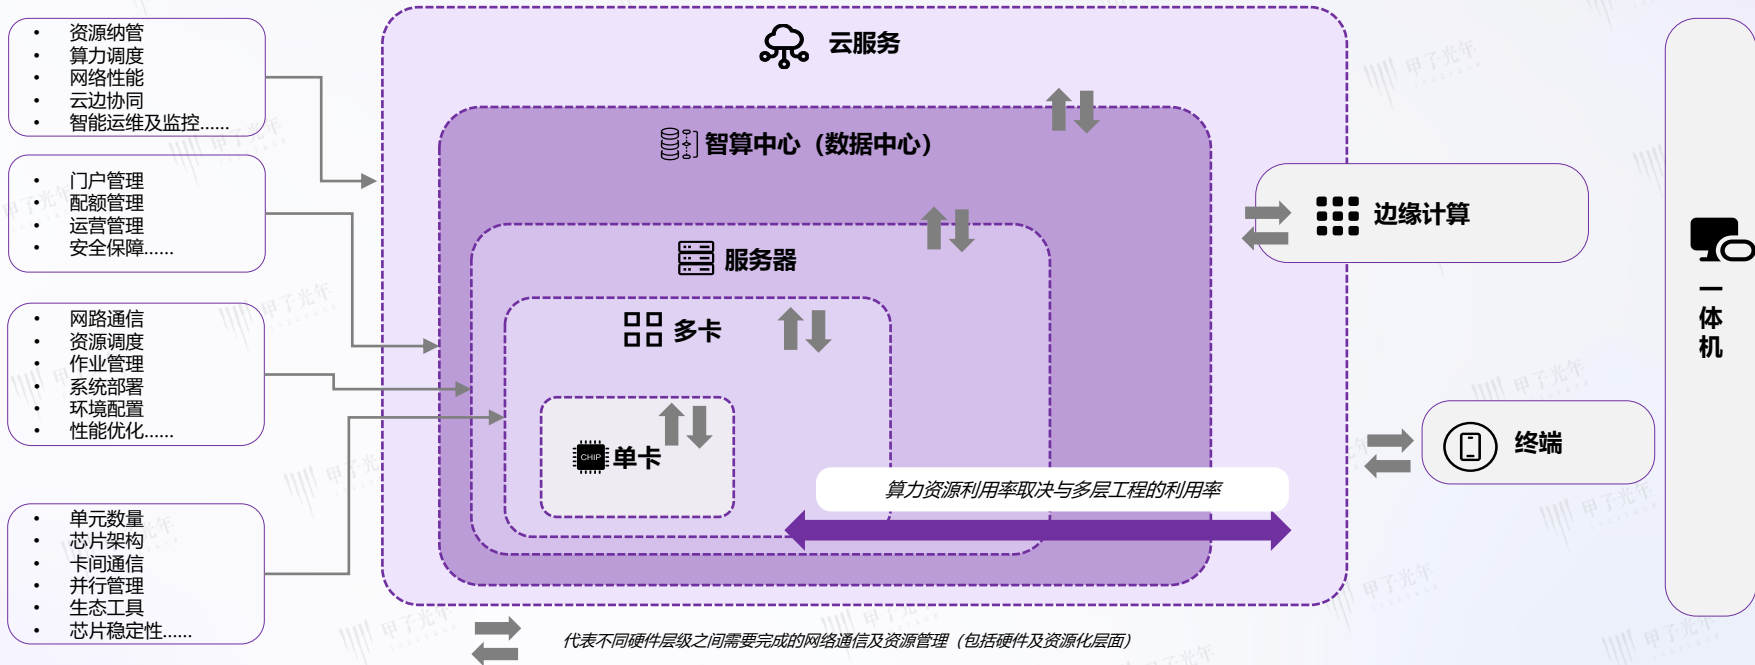 • 资源纳管
• 算力调度
• 网络性能
• 云边协同
• 智能运维及监控......
• 门户管理
• 配额管理
• 运营管理
• 安全保障......
• 网路通信
• 资源调度
• 作业管理
• 系统部署
• 环境配置
• 性能优化......
• 单元数量
• 芯片架构
• 卡间通信
• 并行管理
• 生态工具
• 芯片稳定性......
云服务
智算中心（数据中心）
服务器
多卡
CHIP 单卡
算力资源利用率取决与多层工程的利用率
边缘计算
终端
一体机
代表不同硬件层级之间需要完成的网络通信及资源管理（包括硬件及资源化层面）
甲子光年